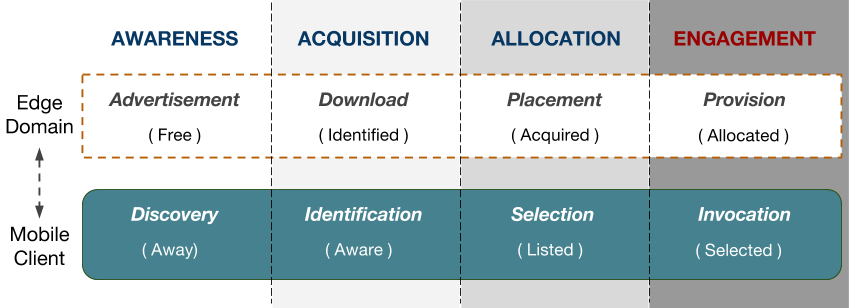 AWARENESS ACQUISITION ALLOCATION ENGAGEMENT
Edge Domain
Advertisement Download Placement Provision
( Free ) ( Identified ) ( Acquired ) ( Allocated )
Mobile Client
Discovery Identification Selection Invocation
( Away) ( Aware ) ( Listed ) ( Selected )